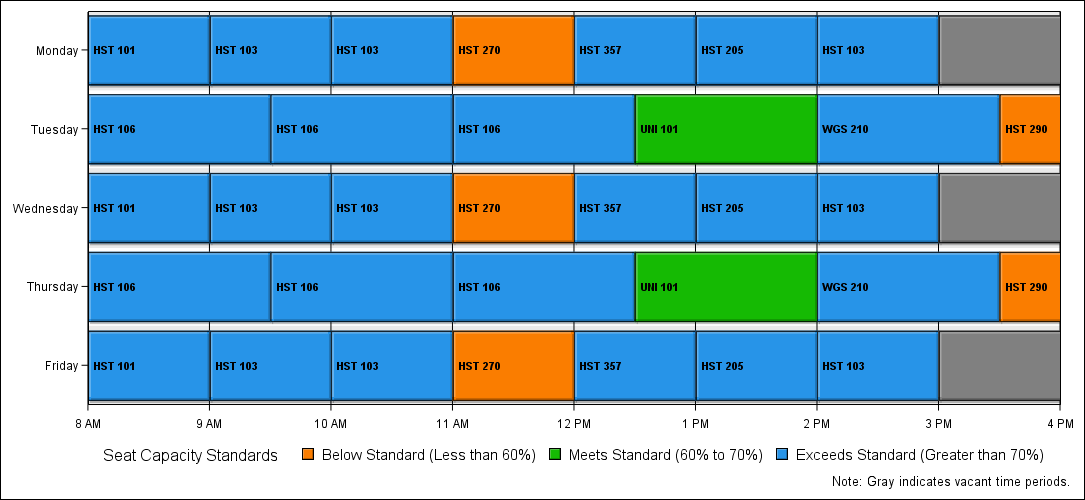 Monday HST 101 HST 103 HST 103 HST 270 HST 357 HST 205 HST 103
Tuesday HST 106 HST 106 HST 106 UNI 101 WGS 210 HST 290
Wednesday HST 101 HST 103 HST 103 HST 270 HST 357 HST 205 HST 103
Thursday HST 106 HST 106 HST 106 UNI 101 WGS 210 HST 290
Friday HST 101 HST 103 HST 103 HST 270 HST 357 HST 205 HST 103
8 AM 9 AM 10 AM 11 AM 12 PM 1 PM 2 PM 3 PM 4 PM
Seat Capacity Standards Below Standard (Less than 60%) Meets Standard (60% to 70%) Exceeds Standard (Greater than 70%)
Note: Gray indicates vacant time periods.